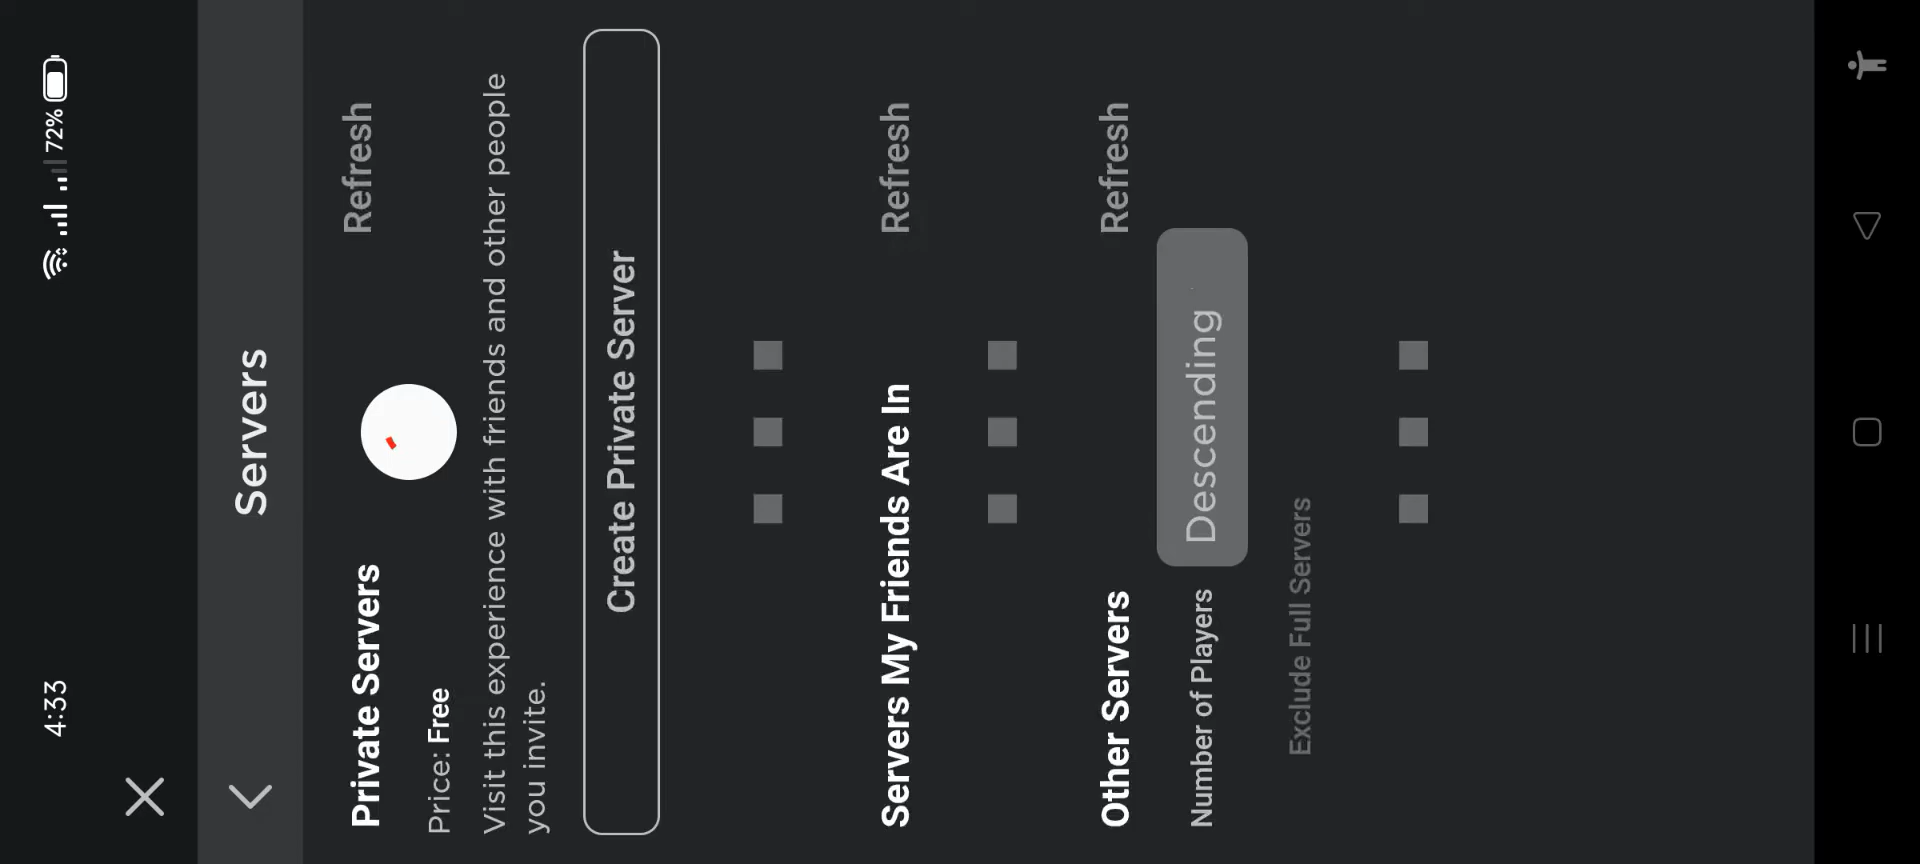 4:33
72%
Servers
Private Servers
Refresh
Price: Free
Visit this experience with friends and other people
you invite.
Create Private Server
Servers My Friends Are In
Refresh
Other Servers
Refresh
Number of Players
Descending
Exclude Full Servers